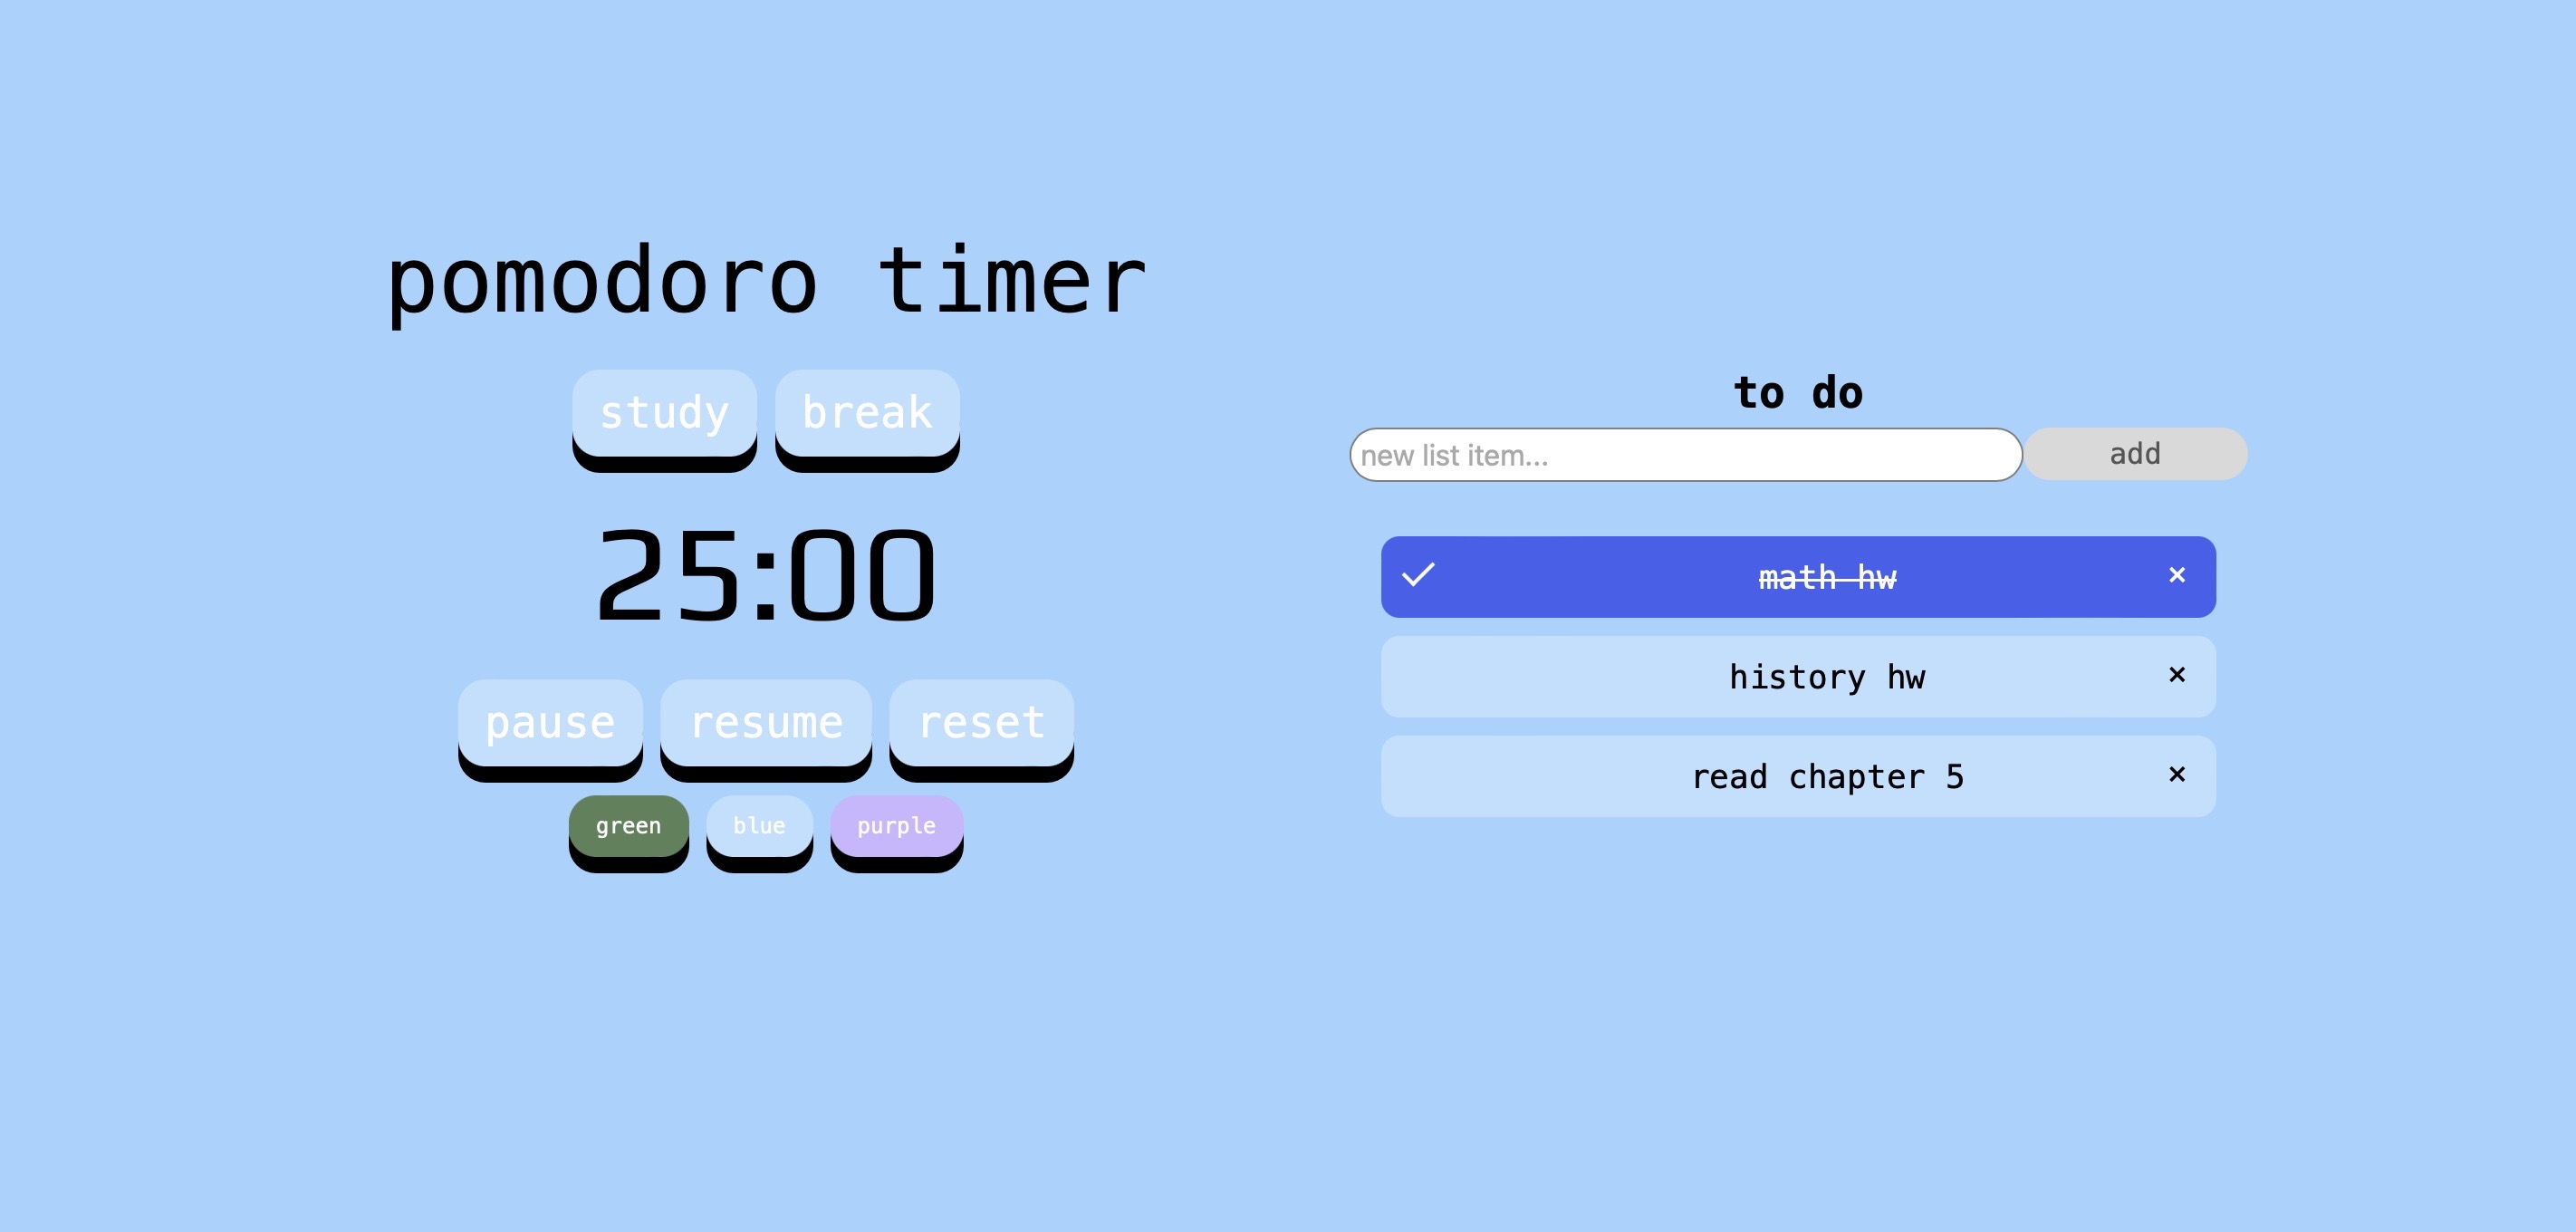 pomodoro timer
study break
25:00
pause resume reset
green blue purple
to do
new list item... add
math hw ×
history hw ×
read chapter 5 ×